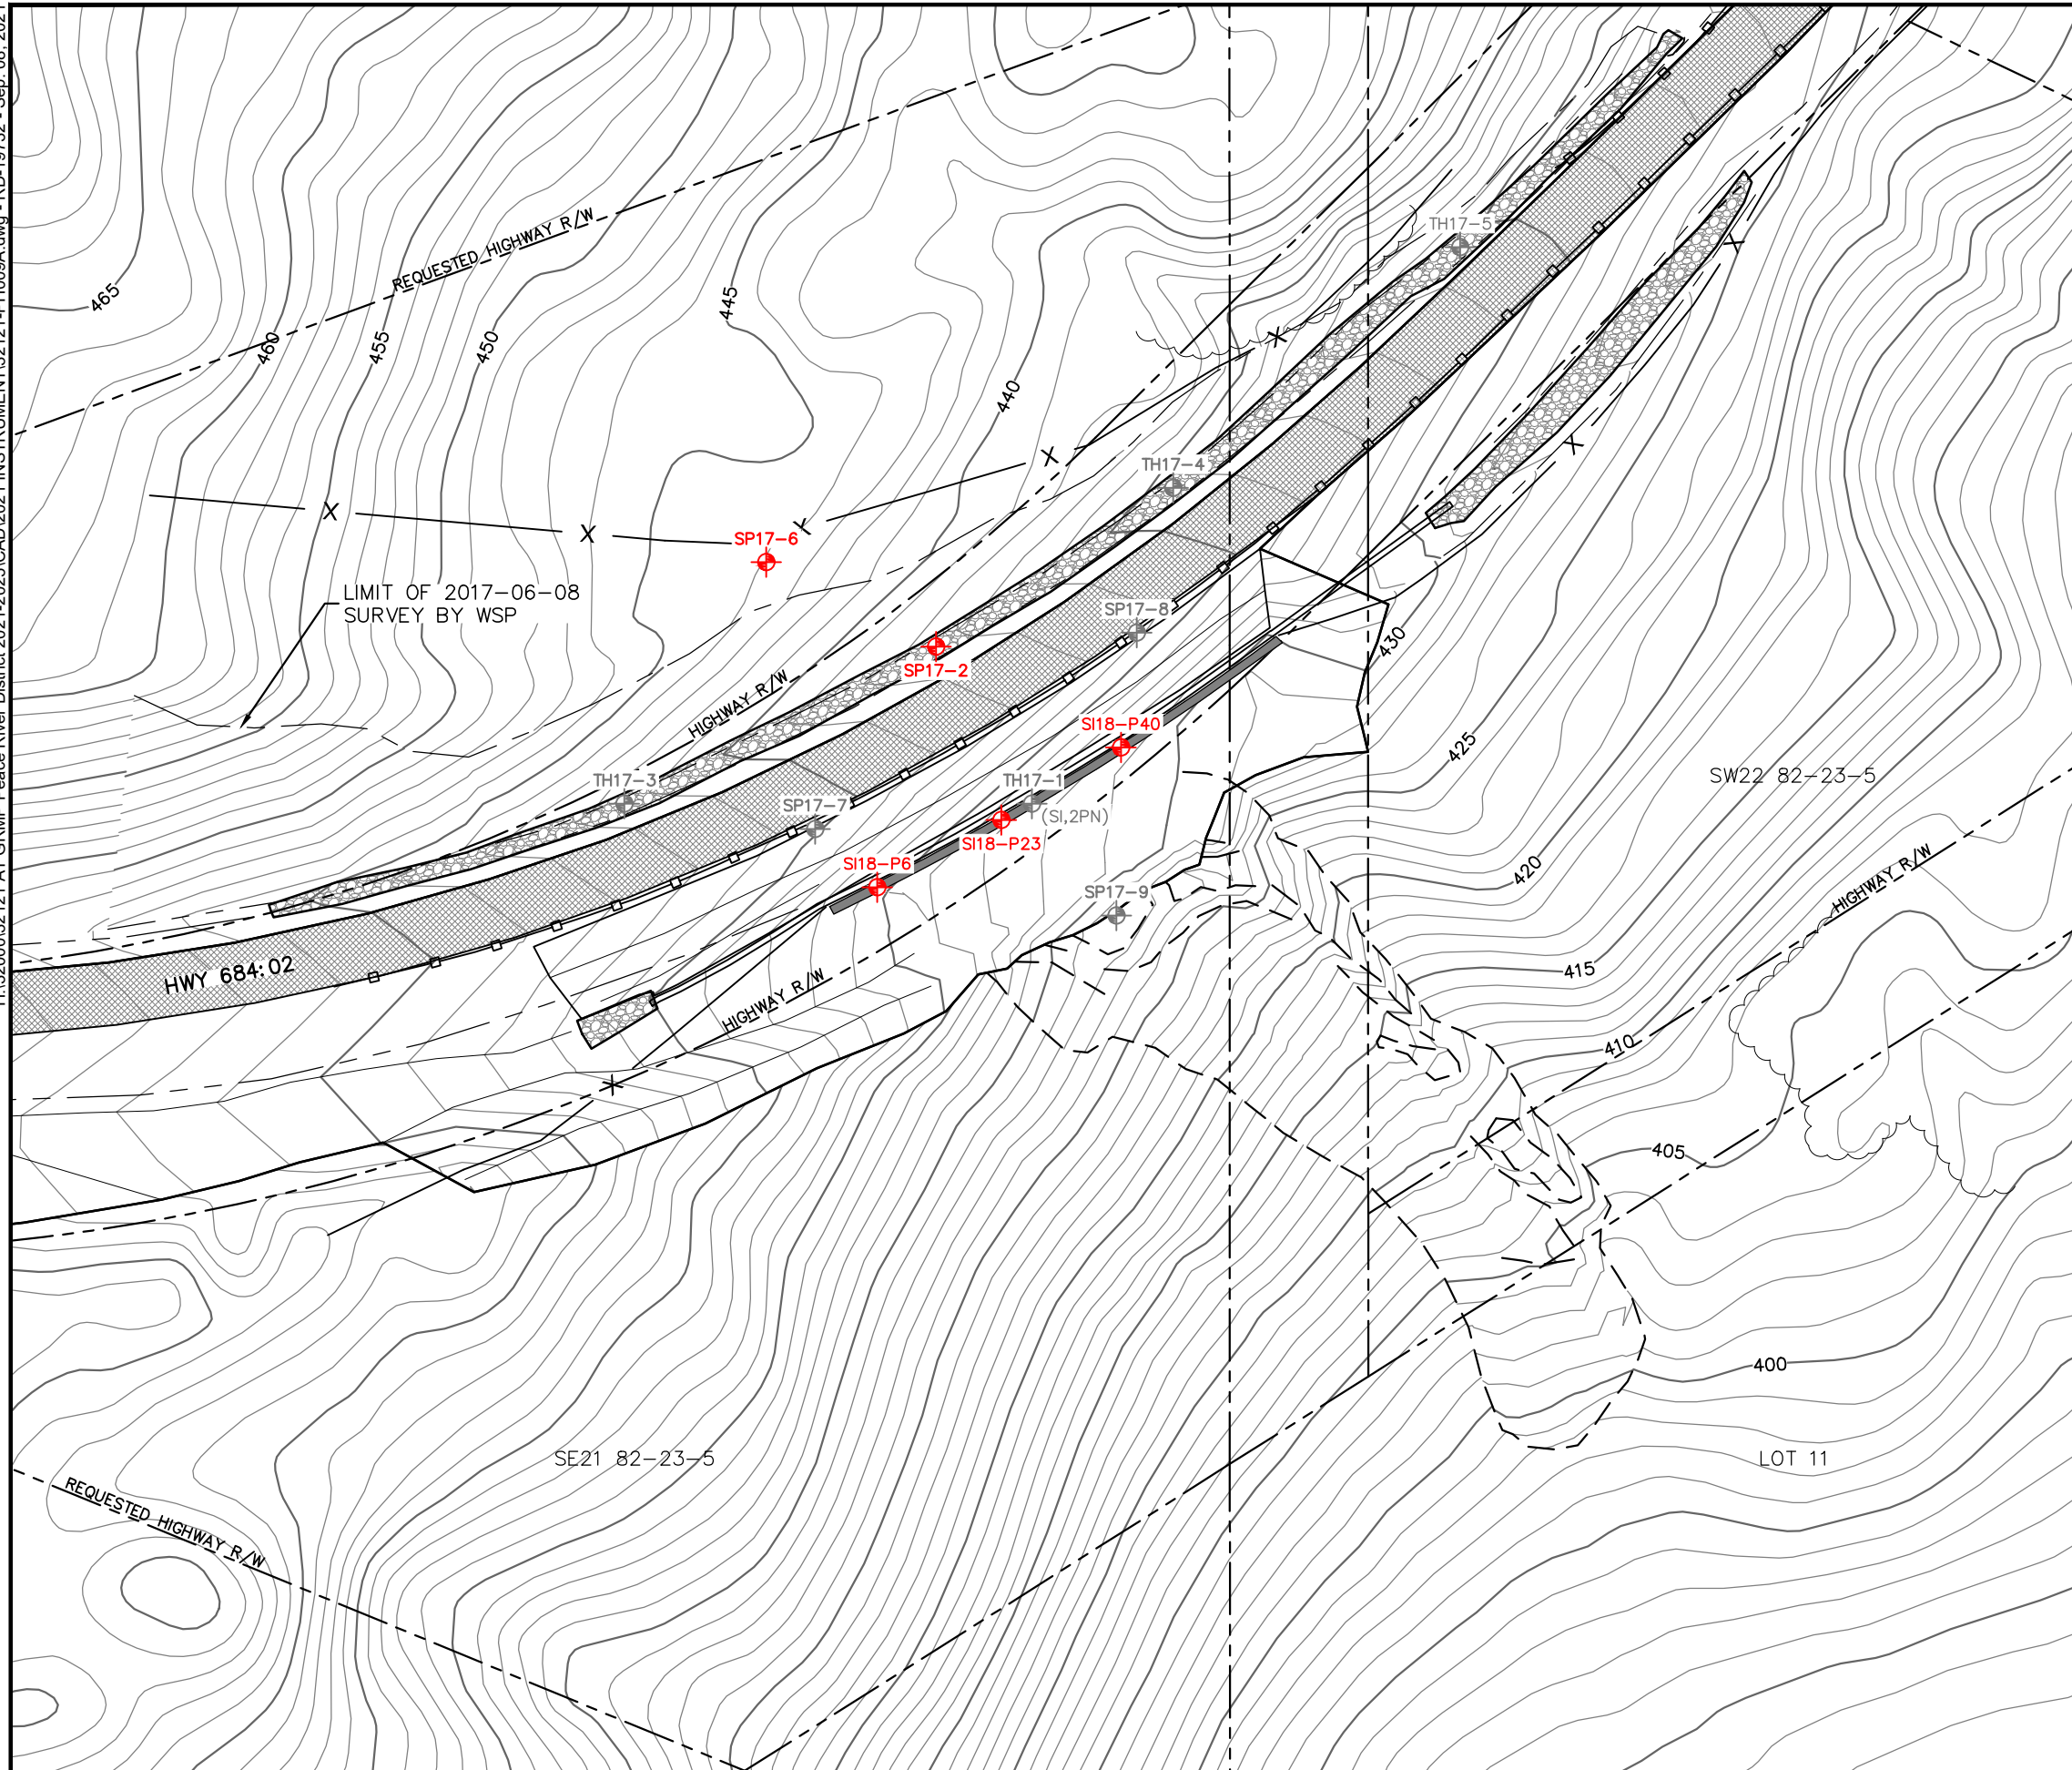 TH17-5
REQUESTED HIGHWAY R/W
465
445
460
455
450
440
TH17-4
X
X
X
X
X
X
SP17-6
LIMIT OF 2017-06-08
SURVEY BY WSP
SP17-8
430
SP17-2
HIGHWAY R/W
SI18-P40
425
SW22 82-23-5
TH17-3
SP17-7
TH17-1
(SI,2PN)
SI18-P23
SI18-P6
420
HIGHWAY R/W
SP17-9
HWY 684:02
415
HIGHWAY R/W
410
X
405
400
SE21 82-23-5
LOT 11
REQUESTED HIGHWAY R/W